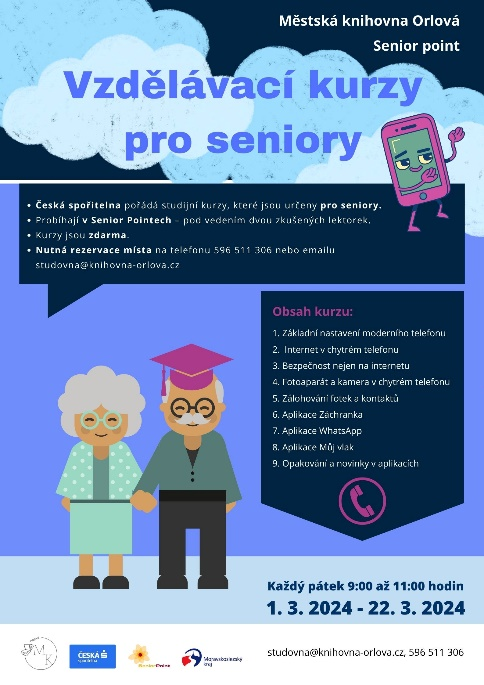 Městská knihovna Orlová
Senior point
Vzdělávací kurzy
pro seniory
• Česká spořitelna pořádá studijní kurzy, které jsou určeny pro seniory.
• Probíhají v Senior Pointech – pod vedením dvou zkušených lektorek.
• Kurzy jsou zdarma.
• Nutná rezervace místa na telefonu 596 511 306 nebo emailu
studovna@knihovna-orlova.cz
Obsah kurzu:
1. Základní nastavení moderního telefonu
2. Internet v chytrém telefonu
3. Bezpečnost nejen na internetu
4. Fotoaparát a kamera v chytrém telefonu
5. Zálohování fotek a kontaktů
6. Aplikace Záchranka
7. Aplikace WhatsApp
8. Aplikace Můj vlak
9. Opakování a novinky v aplikacích
Každý pátek 9:00 až 11:00 hodin
1. 3. 2024 - 22. 3. 2024
studovna@knihovna-orlova.cz, 596 511 306
MK
ČESKÁ
spořitelna
SeniorPoint
Moravskoslezský
kraj